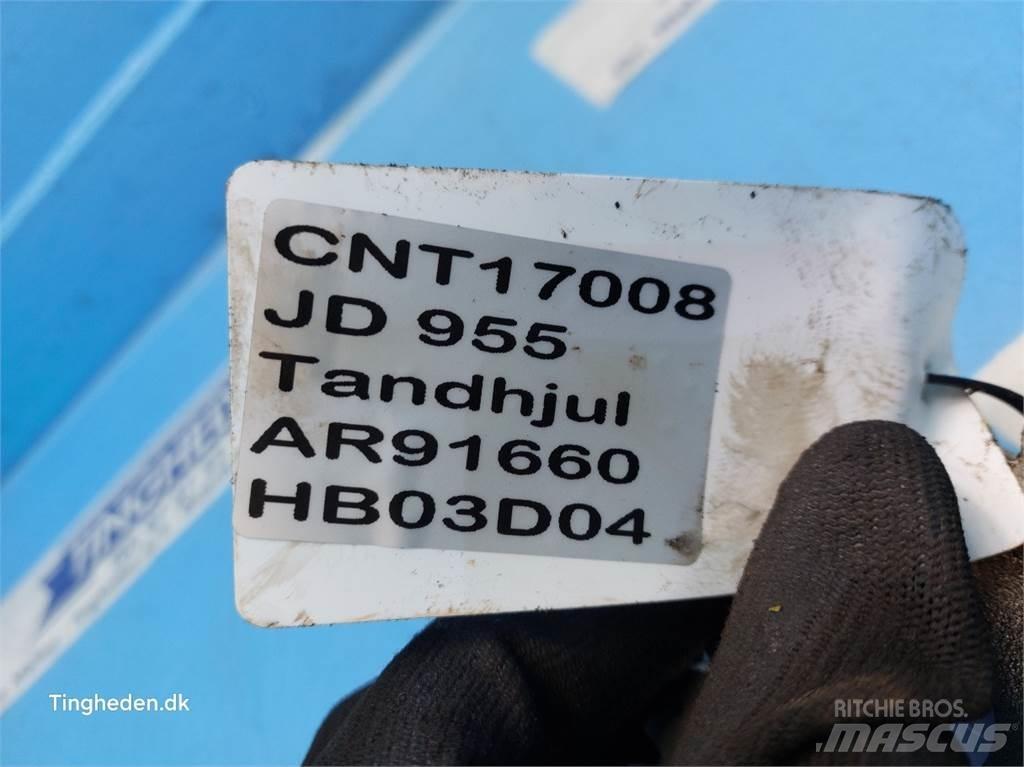 CNT17008
JD 955
Tandhjul
AR91660
HB03D04
Tingheden.dk
RITCHIE BROS.
MASCUS